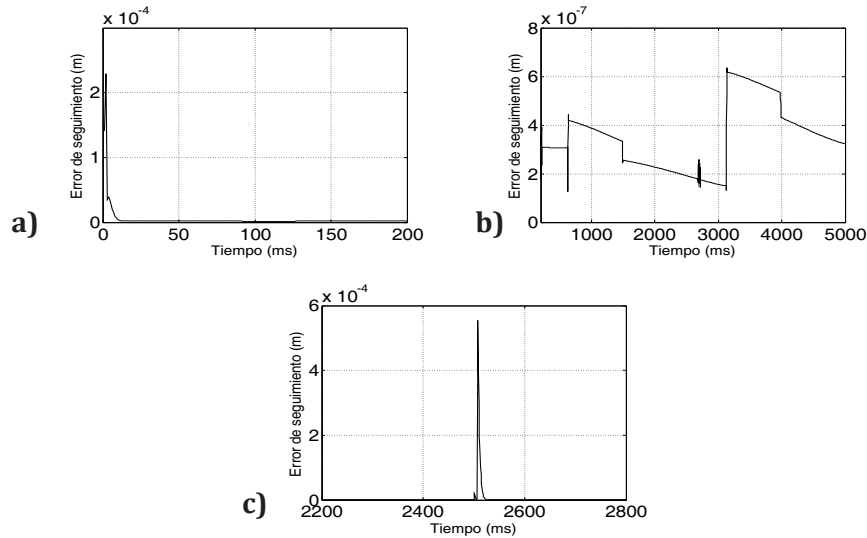 x 10-4
Error de seguimiento (m)
2
1
0
0 50 100 150 200
Tiempo (ms)
a)
x 10-7
Error de seguimiento (m)
8
6
4
2
0
1000 2000 3000 4000 5000
Tiempo (ms)
b)
x 10-4
Error de seguimiento (m)
6
4
2
0
2200 2400 2600 2800
Tiempo (ms)
c)